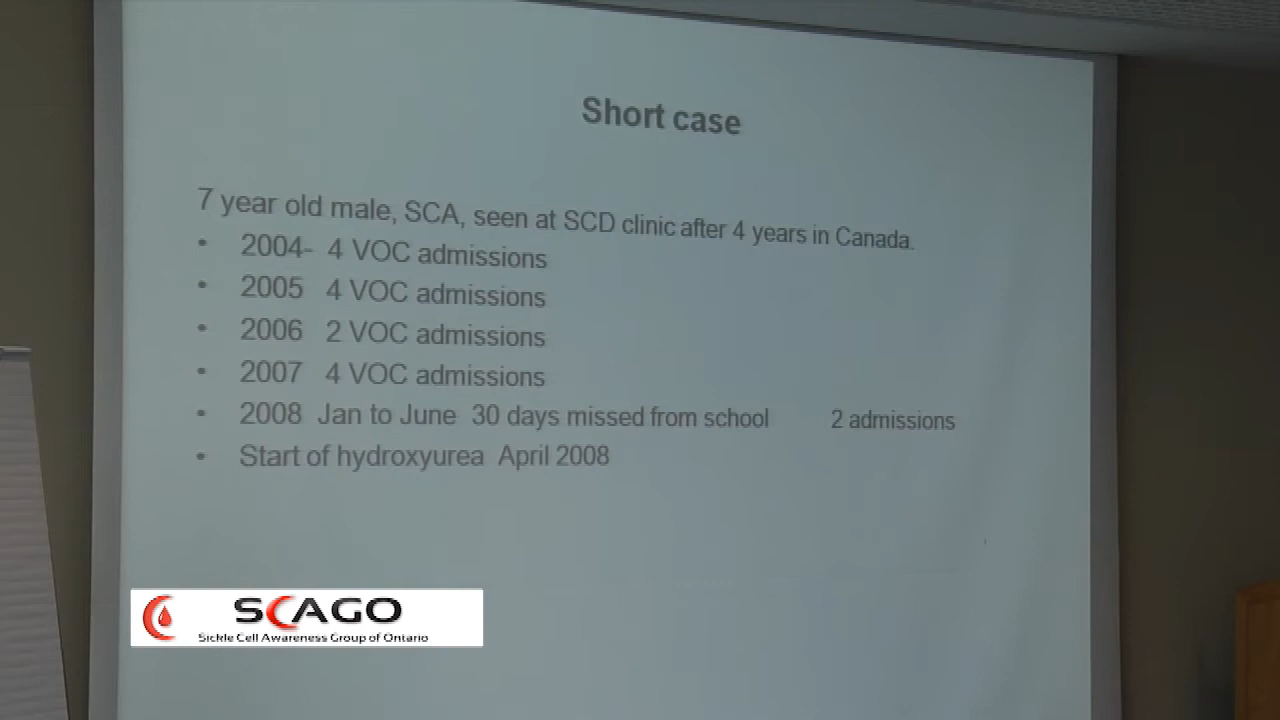 Short case
7 year old male, SCA, seen at SCD clinic after 4 years in Canada.
• 2004- 4 VOC admissions
• 2005 4 VOC admissions
• 2006 2 VOC admissions
• 2007 4 VOC admissions
• 2008 Jan to June 30 days missed from school 2 admissions
• Start of hydroxyurea April 2008
SCAGO
Sickle Cell Awareness Group of Ontario